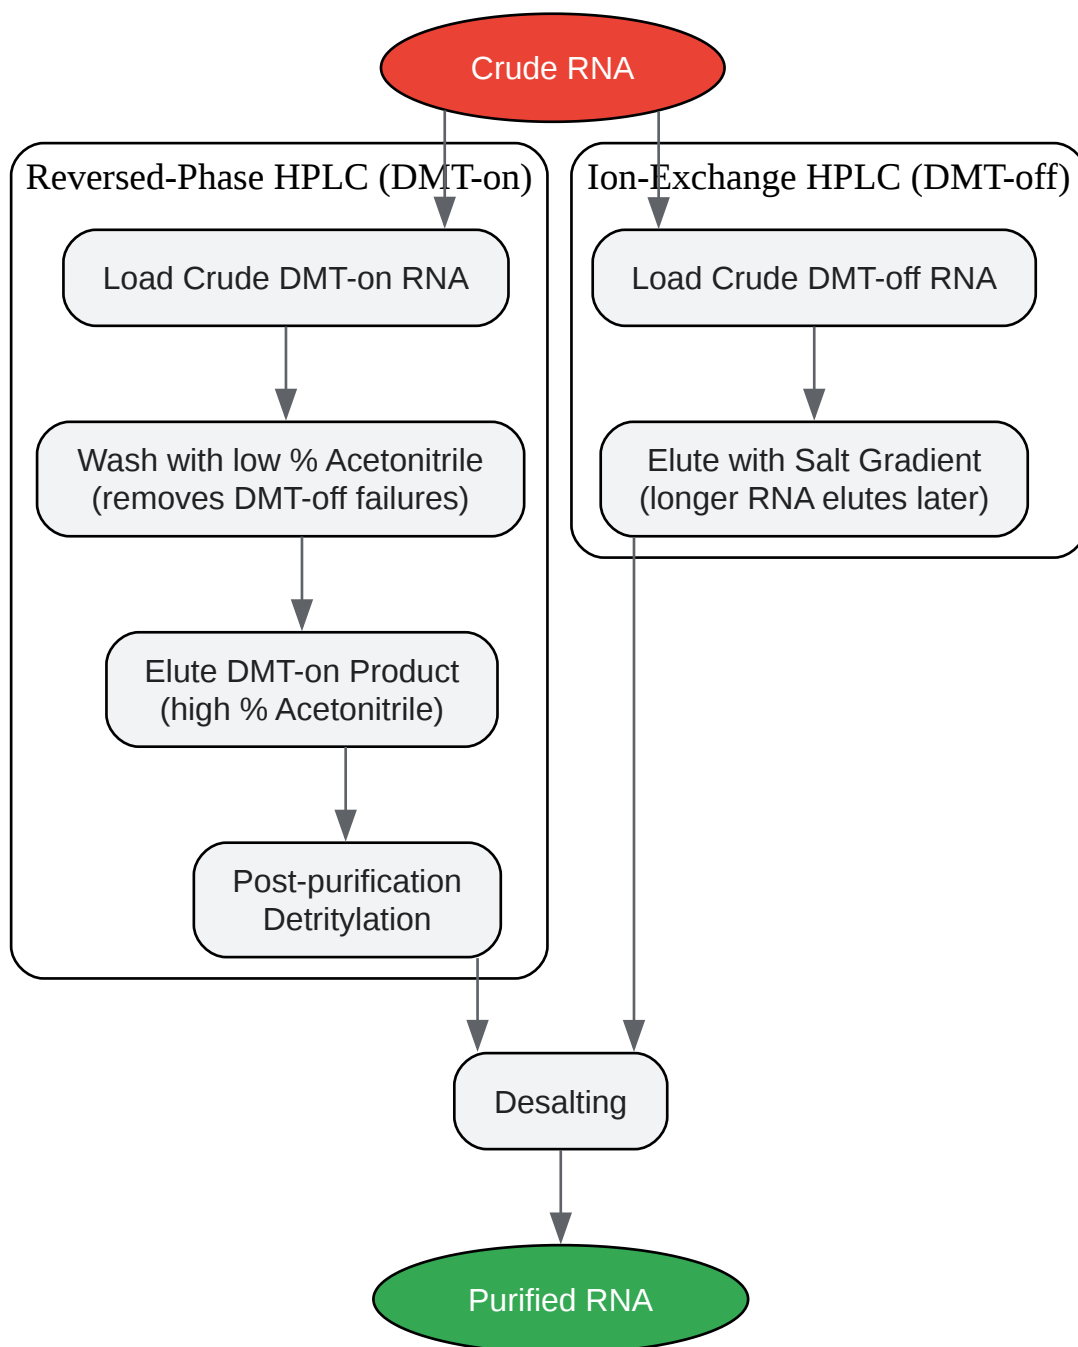 Crude RNA
Reversed-Phase HPLC (DMT-on)
Load Crude DMT-on RNA
Wash with low % Acetonitrile
(removes DMT-off failures)
Elute DMT-on Product
(high % Acetonitrile)
Post-purification
Detritylation
Ion-Exchange HPLC (DMT-off)
Load Crude DMT-off RNA
Elute with Salt Gradient
(longer RNA elutes later)
Desalting
Purified RNA